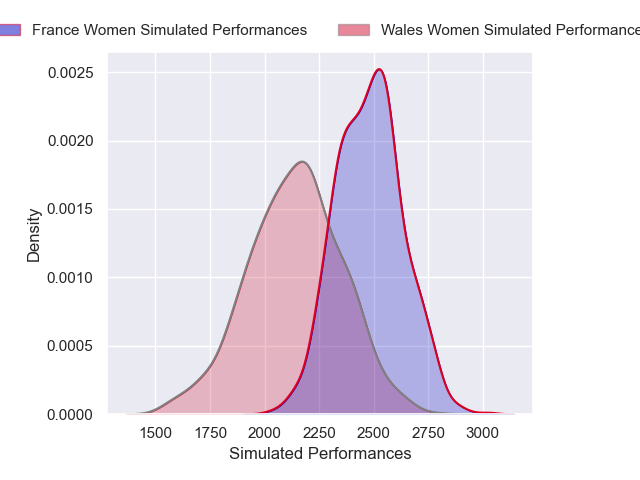 France Women Simulated Performances Wales Women Simulated Performance
0.0025
0.0020
0.0015
0.0010
0.0005
0.0000
Density
1500 1750 2000 2250 2500 2750 3000
Simulated Performances